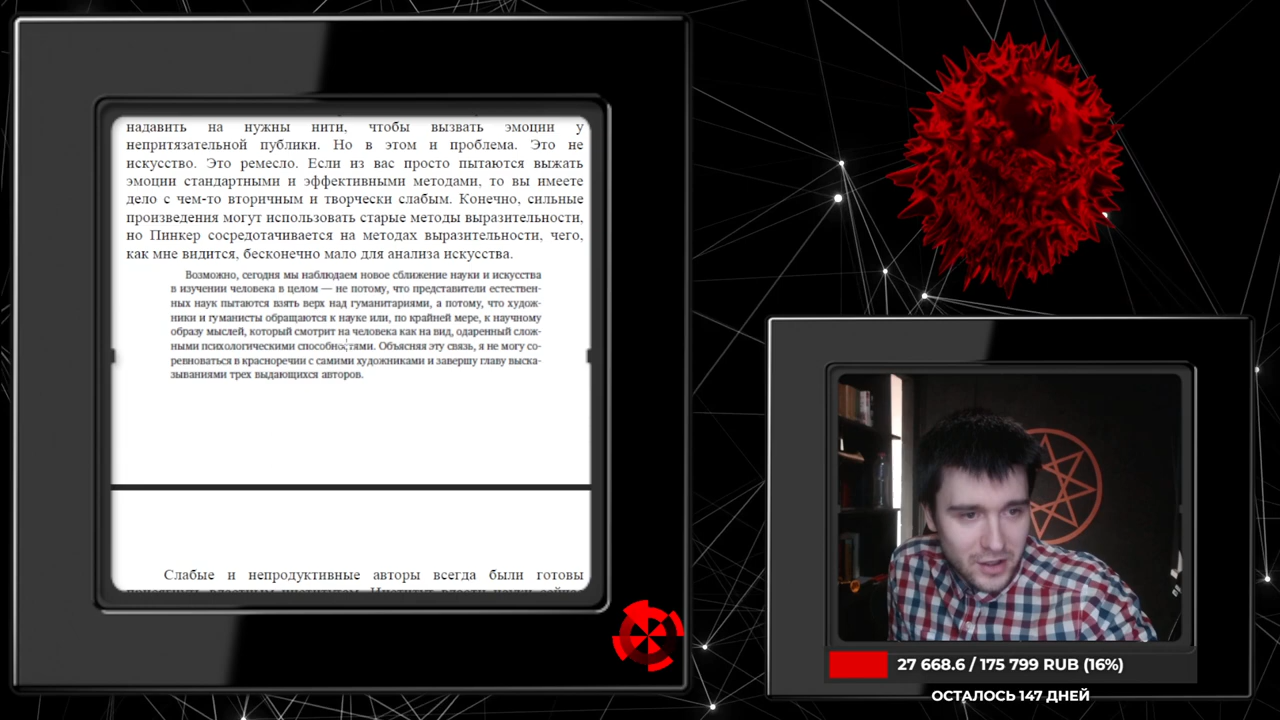 надавить на нужны нити, чтобы вызвать эмоции у
непритязательной публики. Но в этом и проблема. Это не
искусство. Это ремесло. Если из вас просто пытаются выжать
эмоции стандартными и эффективными методами, то вы имеете
дело с чем-то вторичным и творчески слабым. Конечно, сильные
произведения могут использовать старые методы выразительности,
но Пинкер сосредотачивается на методах выразительности, чего,
как мне видится, бесконечно мало для анализа искусства.
Возможно, сегодня мы наблюдаем новое сближение науки и искусства
в изучении человека в целом — не потому, что представители естествен-
ных наук пытаются взять верх над гуманитариями, а потому, что худож-
ники и гуманисты обращаются к науке или, по крайней мере, к научному
образу мыслей, который смотрит на человека как на вид, одаренный слож-
ными психологическими способностями. Объясняя эту связь, я не могу со-
ревноваться в красноречии с самими художниками и завершу главу выска-
зываниями трех выдающихся авторов.
Слабые и непродуктивные авторы всегда были готовы
27 668.6 / 175 799 RUB (16%)
ОСТАЛОСЬ 147 ДНЕЙ